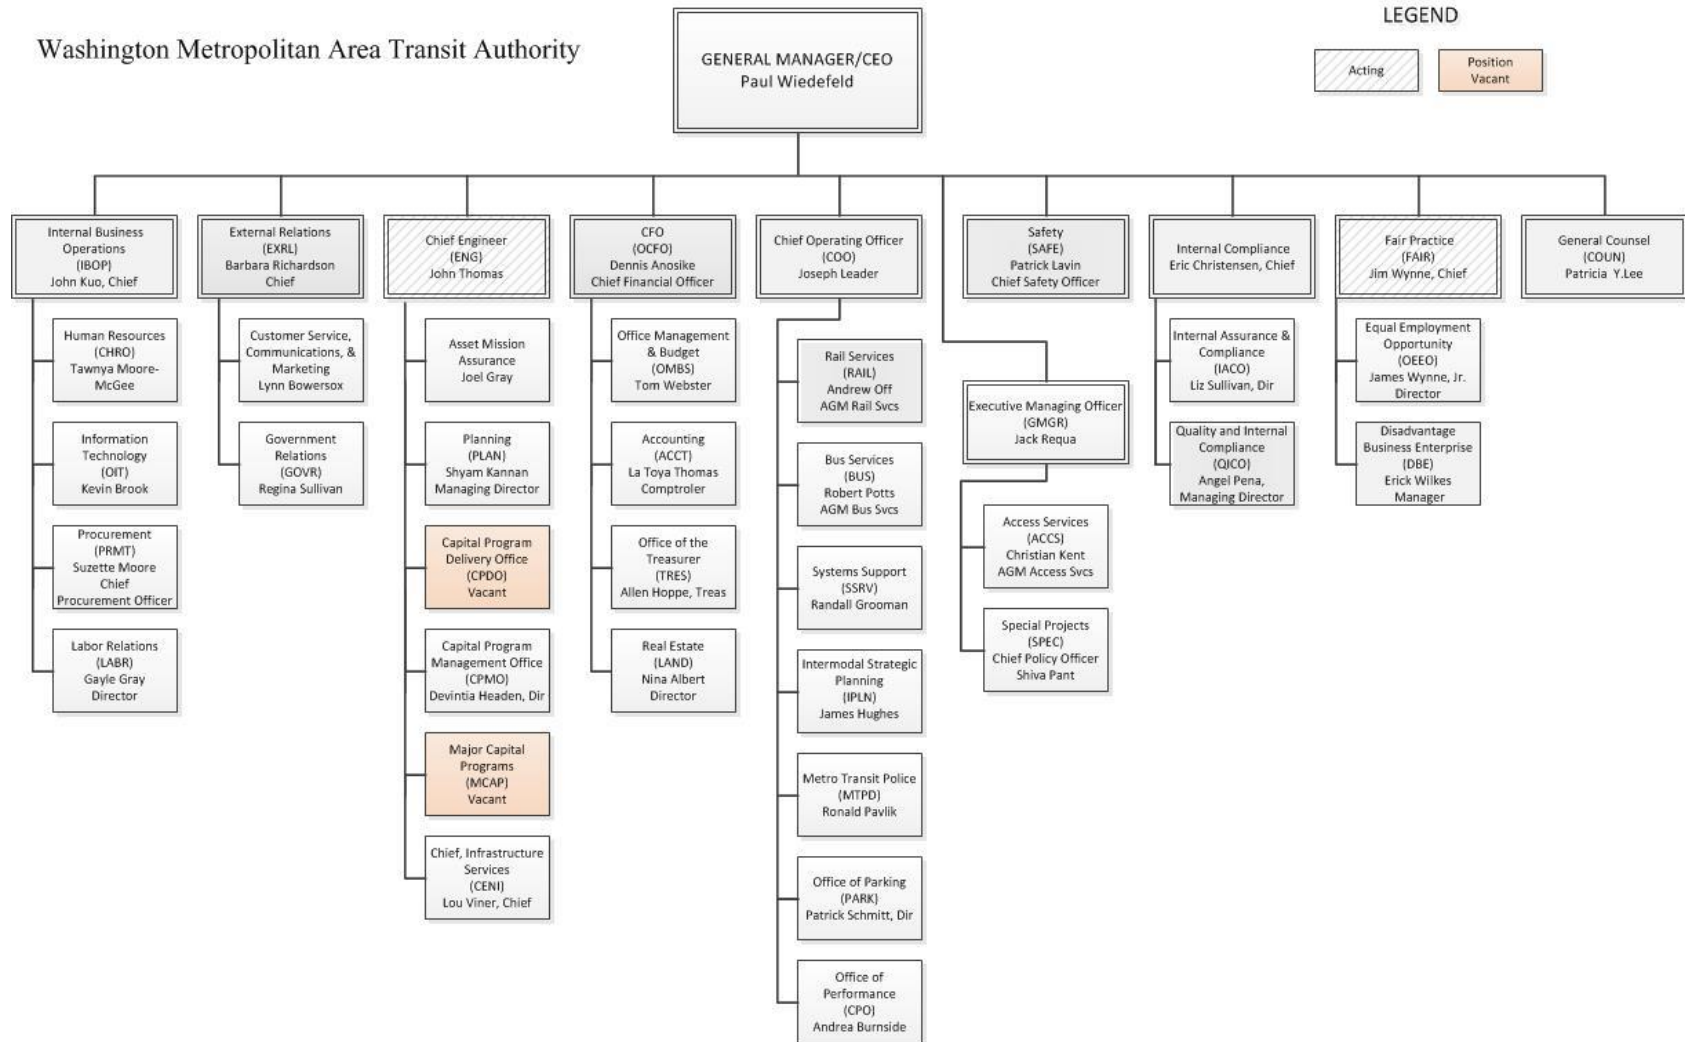 Washington Metropolitan Area Transit Authority
GENERAL MANAGER/CEO
Paul Wiedefeld
LEGEND
Acting
Position
Vacant
Internal Business
Operations
(IBOP)
John Kuo, Chief
External Relations
(EXRL)
Barbara Richardson
Chief
Chief Engineer
(ENG)
John Thomas
CFO
(OCFO)
Dennis Anosike
Chief Financial Officer
Chief Operating Officer
(COO)
Joseph Leader
Safety
(SAFE)
Patrick Lavin
Chief Safety Officer
Internal Compliance
Eric Christensen, Chief
Fair Practice
(FAIR)
Jim Wynne, Chief
General Counsel
(COUN)
Patricia Y.Lee
Human Resources
(CHRO)
Tawnya Moore-
McGee
Information
Technology
(OIT)
Kevin Brook
Procurement
(PRMT)
Suzette Moore
Chief
Procurement Officer
Labor Relations
(LABR)
Gayle Gray
Director
Customer Service,
Communications, &
Marketing
Lynn Bowersox
Government
Relations
(GOVR)
Regina Sullivan
Asset Mission
Assurance
Joel Gray
Planning
(PLAN)
Shyam Kannan
Managing Director
Capital Program
Delivery Office
(CPDO)
Vacant
Capital Program
Management Office
(CPMO)
Devintia Headen, Dir
Major Capital
Programs
(MCAP)
Vacant
Chief, Infrastructure
Services
(CENI)
Lou Viner, Chief
Office Management
& Budget
(OMBS)
Tom Webster
Accounting
(ACCT)
La Toya Thomas
Comptroler
Office of the
Treasurer
(TRES)
Allen Hoppe, Treas
Real Estate
(LAND)
Nina Albert
Director
Rail Services
(RAIL)
Andrew Off
AGM Rail Svcs
Bus Services
(BUS)
Robert Potts
AGM Bus Svcs
Systems Support
(SSRV)
Randall Grooman
Intermodal Strategic
Planning
(IPLN)
James Hughes
Metro Transit Police
(MTPD)
Ronald Pavlik
Office of Parking
(PARK)
Patrick Schmitt, Dir
Office of
Performance
(CPO)
Andrea Burnside
Executive Managing Officer
(GMGR)
Jack Requa
Access Services
(ACCS)
Christian Kent
AGM Access Svcs
Special Projects
(SPEC)
Chief Policy Officer
Shiva Pant
Internal Assurance &
Compliance
(IACO)
Liz Sullivan, Dir
Quality and Internal
Compliance
(QICO)
Angel Pena,
Managing Director
Equal Employment
Opportunity
(OEEO)
James Wynne, Jr.
Director
Disadvantage
Business Enterprise
(DBE)
Erick Wilkes
Manager